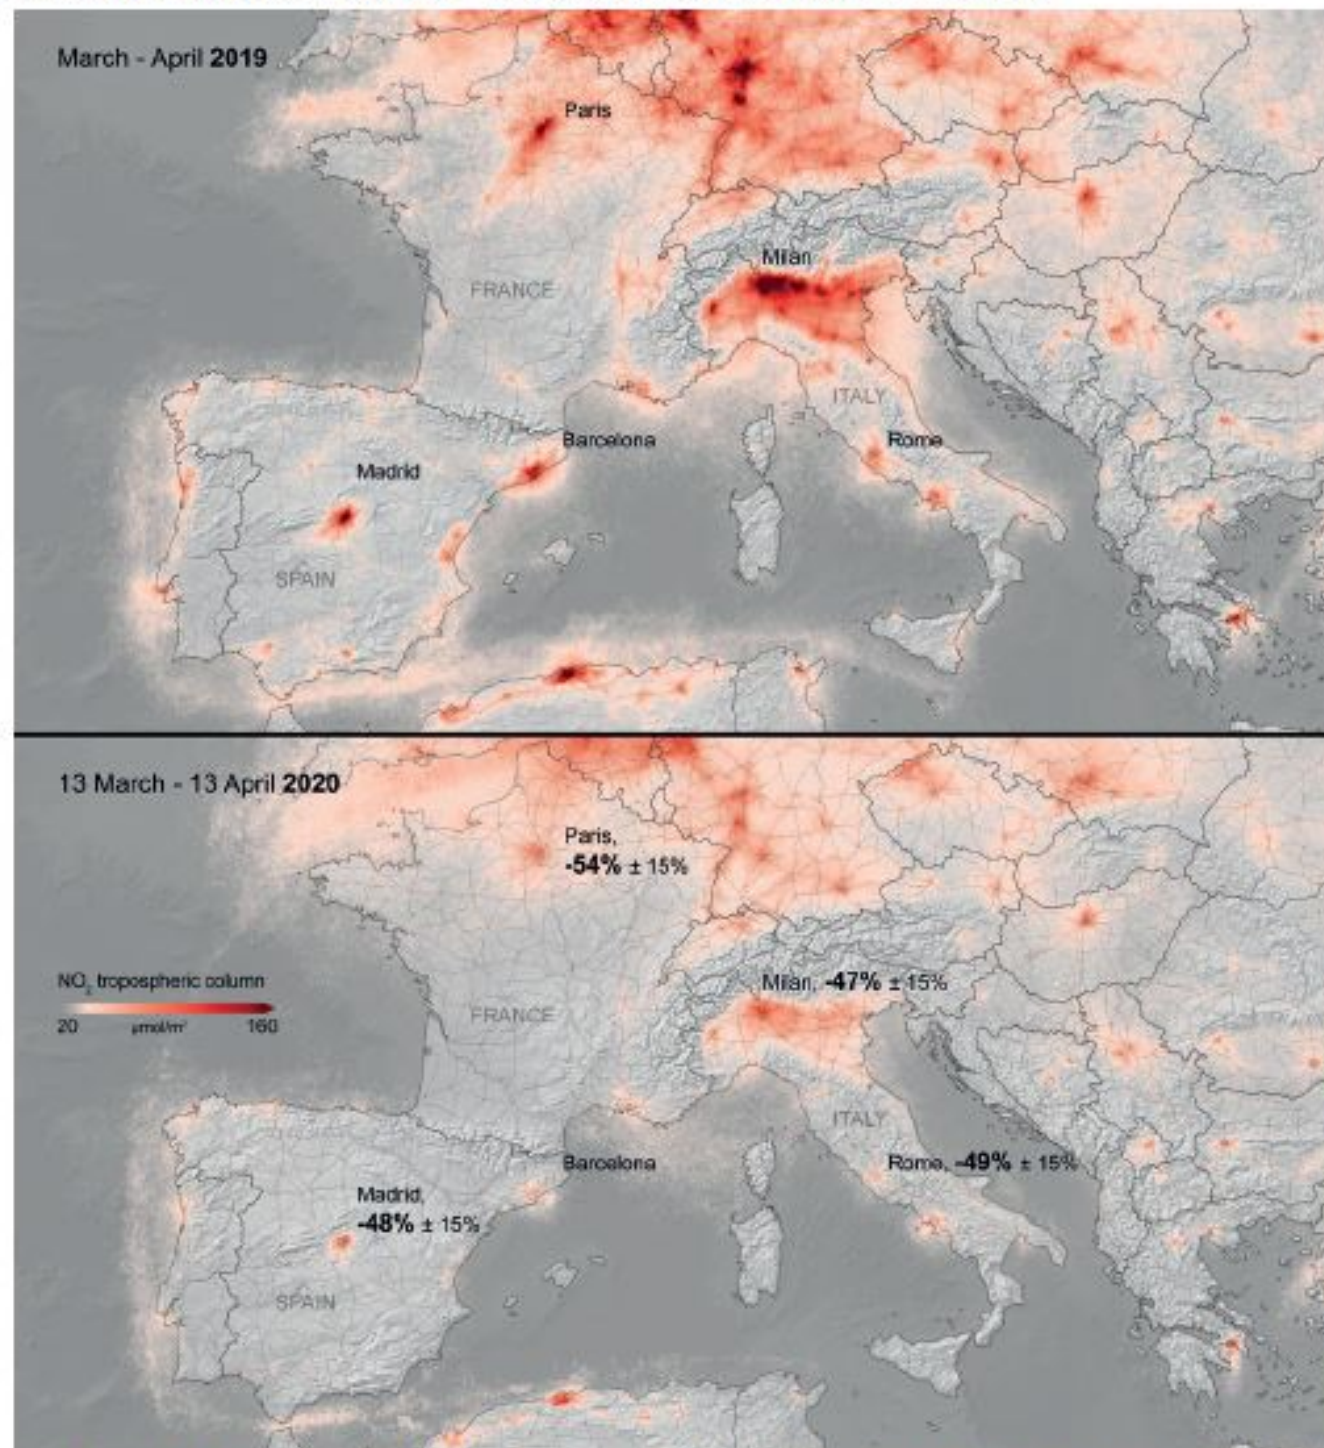 March - April 2019
Paris
Milan
FRANCE
ITALY
Barcelona
Rome
Madrid
SPAIN
13 March - 13 April 2020
Paris,
-54% ± 15%
NO₂ tropospheric column
20 µmol/m² 160
Milan, -47% ± 15%
FRANCE
ITALY
Barcelona
Rome, -49% ± 15%
Madrid,
-48% ± 15%
SPAIN